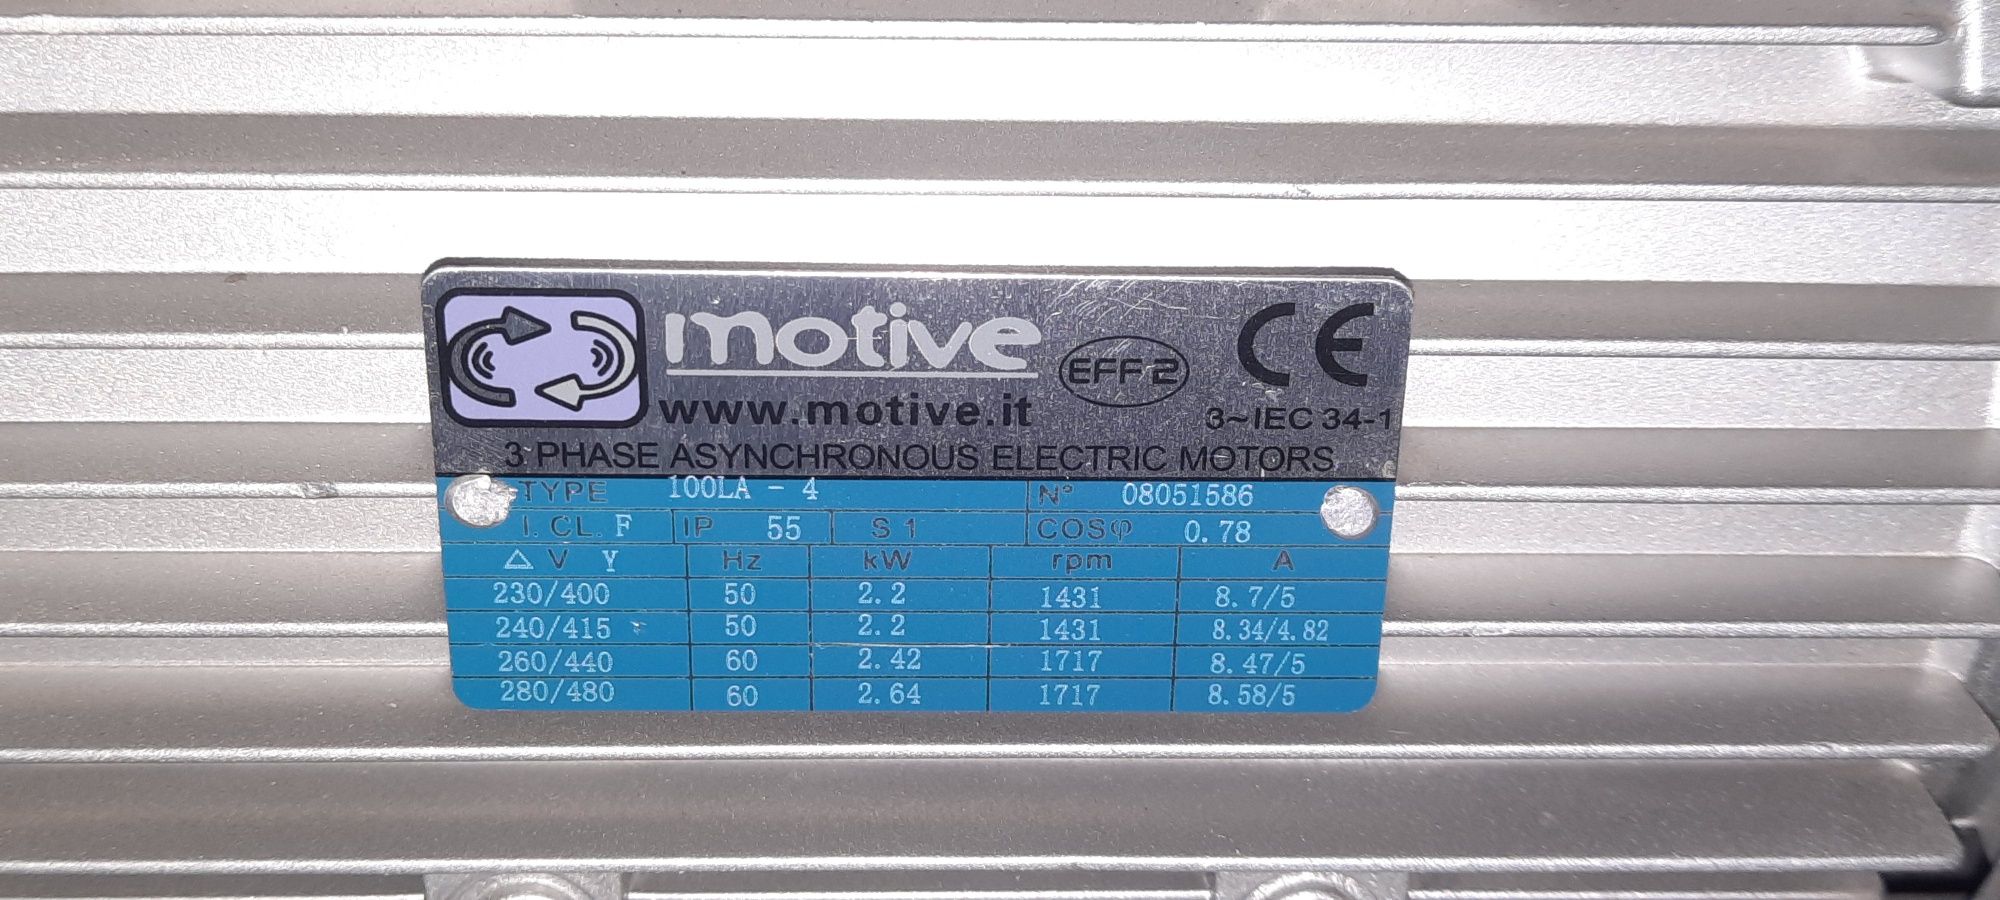 motive
EFF2
CE
www.motive.it
3~IEC 34-1
3 PHASE ASYNCHRONOUS ELECTRIC MOTORS
TYPE 100LA - 4 N° 08051586
I. CL. F IP 55 S 1 COSφ 0.78
△ V Y Hz kW rpm A
230/400 50 2.2 1431 8.7/5
240/415 50 2.2 1431 8.34/4.82
260/440 60 2.42 1717 8.47/5
280/480 60 2.64 1717 8.58/5